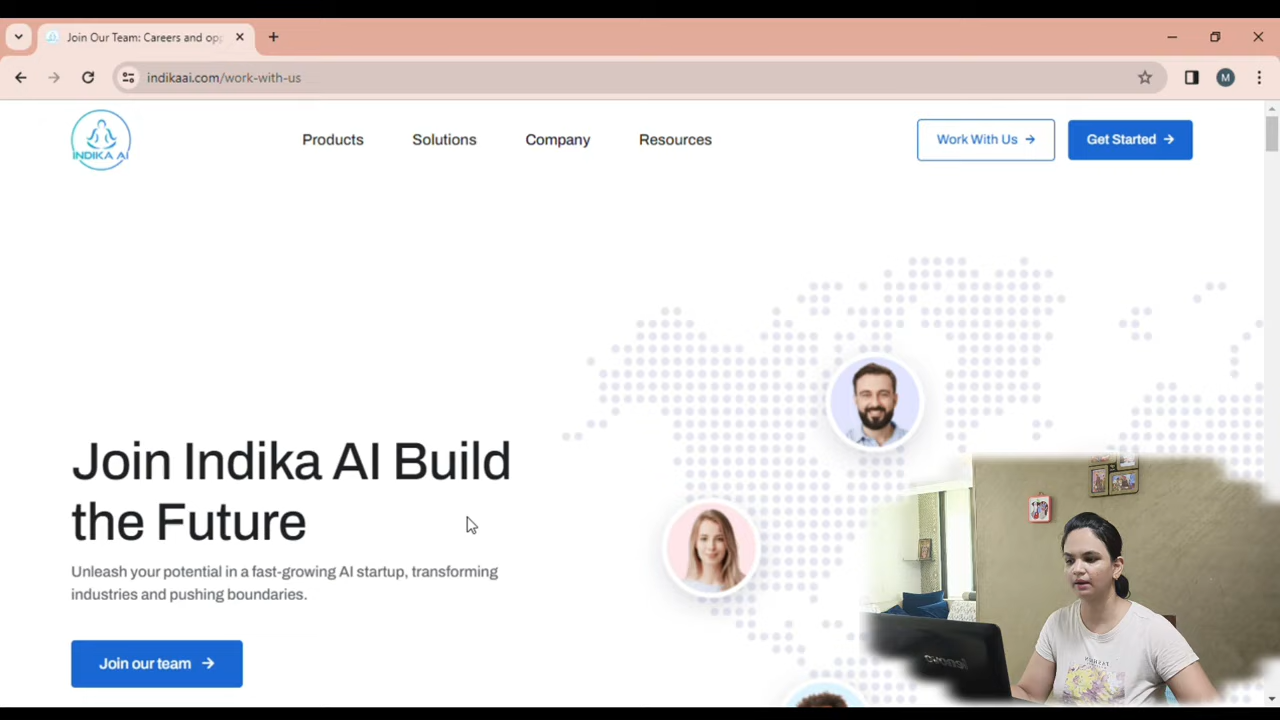 Join Our Team: Careers and opp
indikaai.com/work-with-us
M
INDIKA AI
Products
Solutions
Company
Resources
Work With Us →
Get Started →
Join Indika AI Build
the Future
Unleash your potential in a fast-growing AI startup, transforming
industries and pushing boundaries.
Join our team →